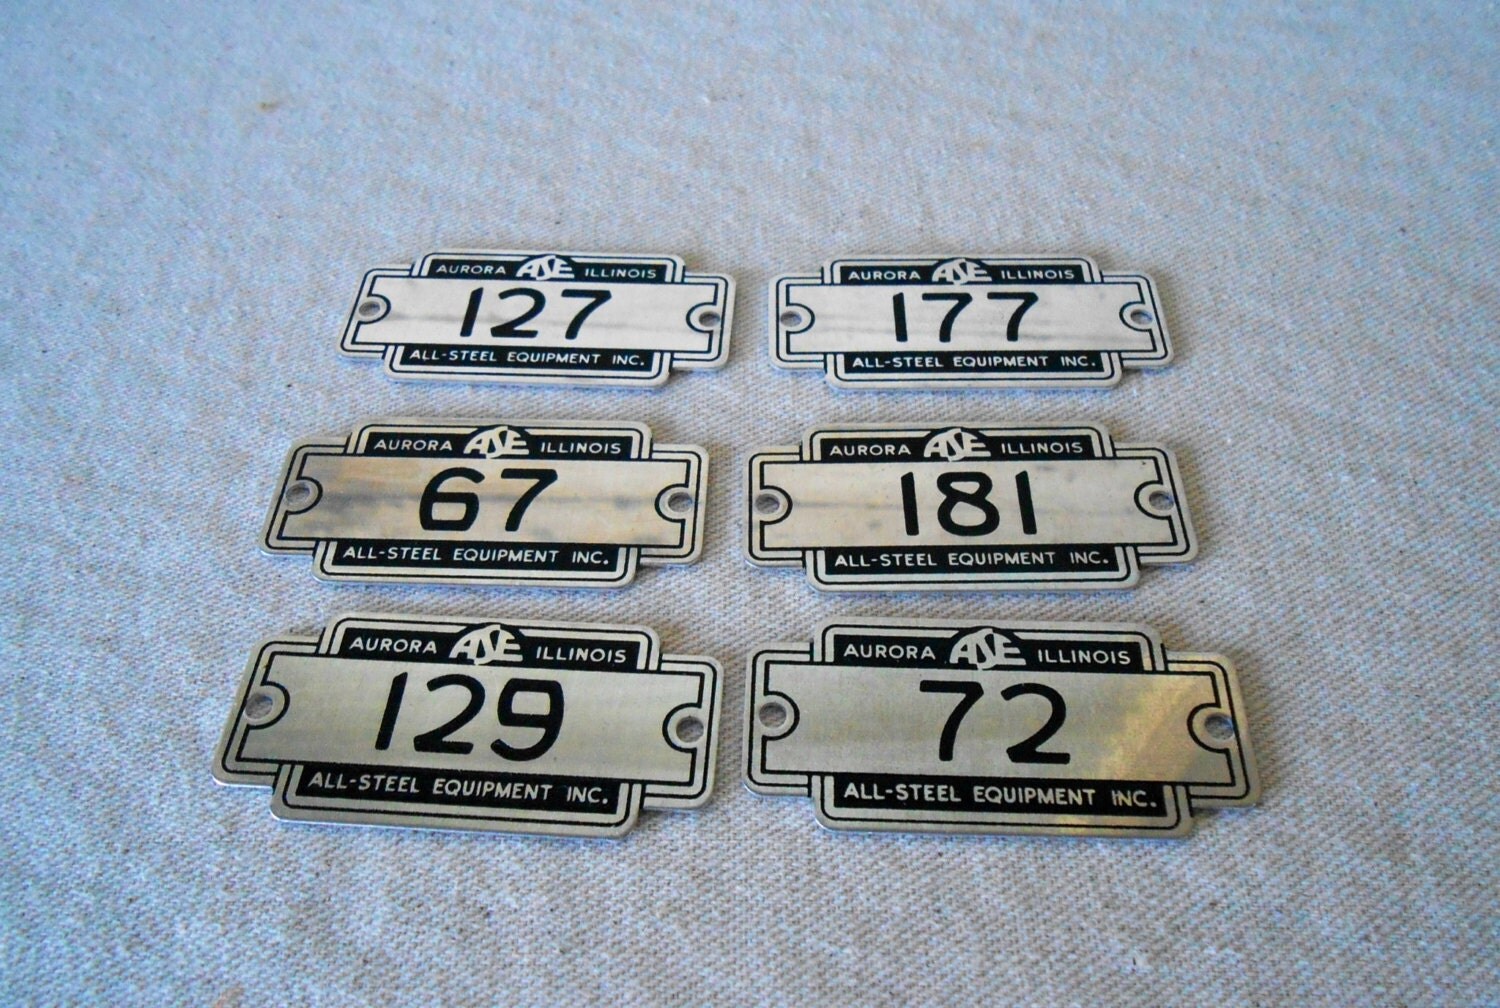 AURORA ASE ILLINOIS
127
ALL-STEEL EQUIPMENT INC.
AURORA ASE ILLINOIS
177
ALL-STEEL EQUIPMENT INC.
AURORA ASE ILLINOIS
67
ALL-STEEL EQUIPMENT INC.
AURORA ASE ILLINOIS
181
ALL-STEEL EQUIPMENT INC.
AURORA ASE ILLINOIS
129
ALL-STEEL EQUIPMENT INC.
AURORA ASE ILLINOIS
72
ALL-STEEL EQUIPMENT INC.